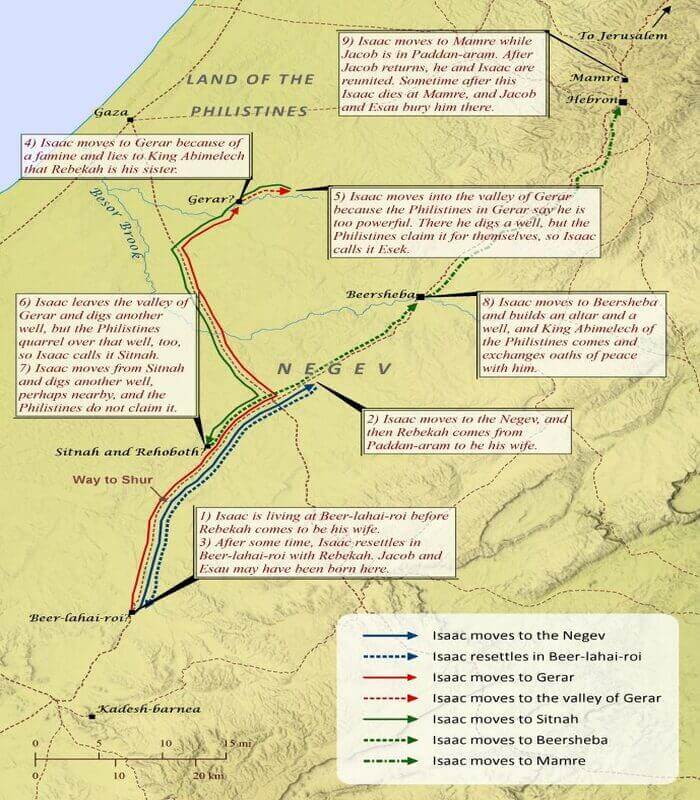 To Jerusalem
9) Isaac moves to Mamre while
Jacob is in Paddan-aram. After
Jacob returns, he and Isaac are
reunited. Sometime after this
Isaac dies at Mamre, and Jacob
and Esau bury him there.
Mamre
Hebron
LAND OF THE
PHILISTINES
Gaza
4) Isaac moves to Gerar because of
a famine and lies to King Abimelech
that Rebekah is his sister.
Gerar?
Besor Brook
5) Isaac moves into the valley of Gerar
because the Philistines in Gerar say he is
too powerful. There he digs a well, but the
Philistines claim it for themselves, so Isaac
calls it Esek.
Beersheba
6) Isaac leaves the valley of
Gerar and digs another
well, but the Philistines
quarrel over that well, too,
so Isaac calls it Sitnah.
7) Isaac moves from Sitnah
and digs another well,
perhaps nearby, and the
Philistines do not claim it.
8) Isaac moves to Beersheba
and builds an altar and a
well, and King Abimelech of
the Philistines comes and
exchanges oaths of peace
with him.
NEGEV
2) Isaac moves to the Negev, and
then Rebekah comes from
Paddan-aram to be his wife.
Sitnah and Rehoboth?
Way to Shur
1) Isaac is living at Beer-lahai-roi before
Rebekah comes to be his wife.
3) After some time, Isaac resettles in
Beer-lahai-roi with Rebekah. Jacob and
Esau may have been born here.
Beer-lahai-roi?
Kadesh-barnea
Isaac moves to the Negev
Isaac resettles in Beer-lahai-roi
Isaac moves to Gerar
Isaac moves to the valley of Gerar
Isaac moves to Sitnah
Isaac moves to Beersheba
Isaac moves to Mamre
0 5 10 15 mi
0 10 20 km